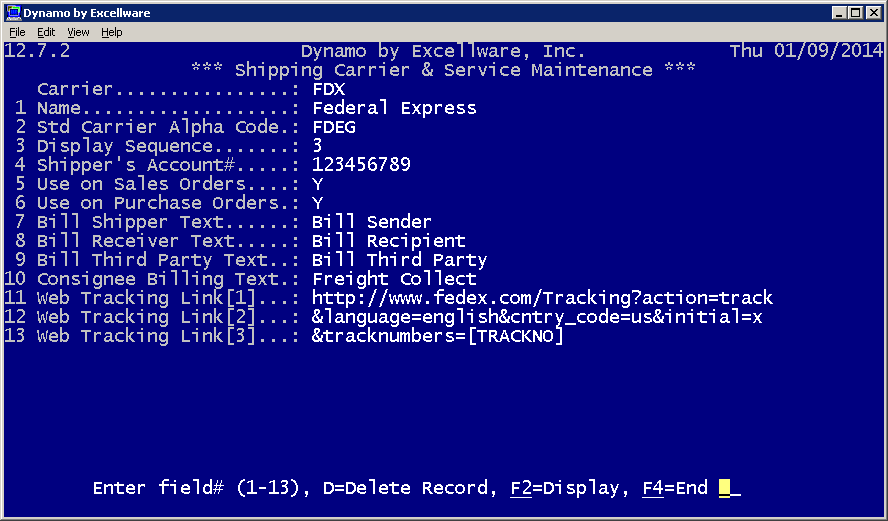 Dynamo by Excellware
File Edit View Help
12.7.2 Dynamo by Excellware, Inc. Thu 01/09/2014
*** Shipping Carrier & Service Maintenance ***
Carrier................: FDX
1 Name...................: Federal Express
2 Std Carrier Alpha Code.: FDEG
3 Display Sequence.......: 3
4 Shipper's Account#.....: 123456789
5 Use on Sales Orders....: Y
6 Use on Purchase Orders.: Y
7 Bill Shipper Text......: Bill Sender
8 Bill Receiver Text.....: Bill Recipient
9 Bill Third Party Text..: Bill Third Party
10 Consignee Billing Text.: Freight Collect
11 Web Tracking Link[1]...: http://www.fedex.com/Tracking?action=track
12 Web Tracking Link[2]...: &language=english&cntry_code=us&initial=x
13 Web Tracking Link[3]...: &tracknumbers=[TRACKNO]
Enter field# (1-13), D=Delete Record, F2=Display, F4=End _